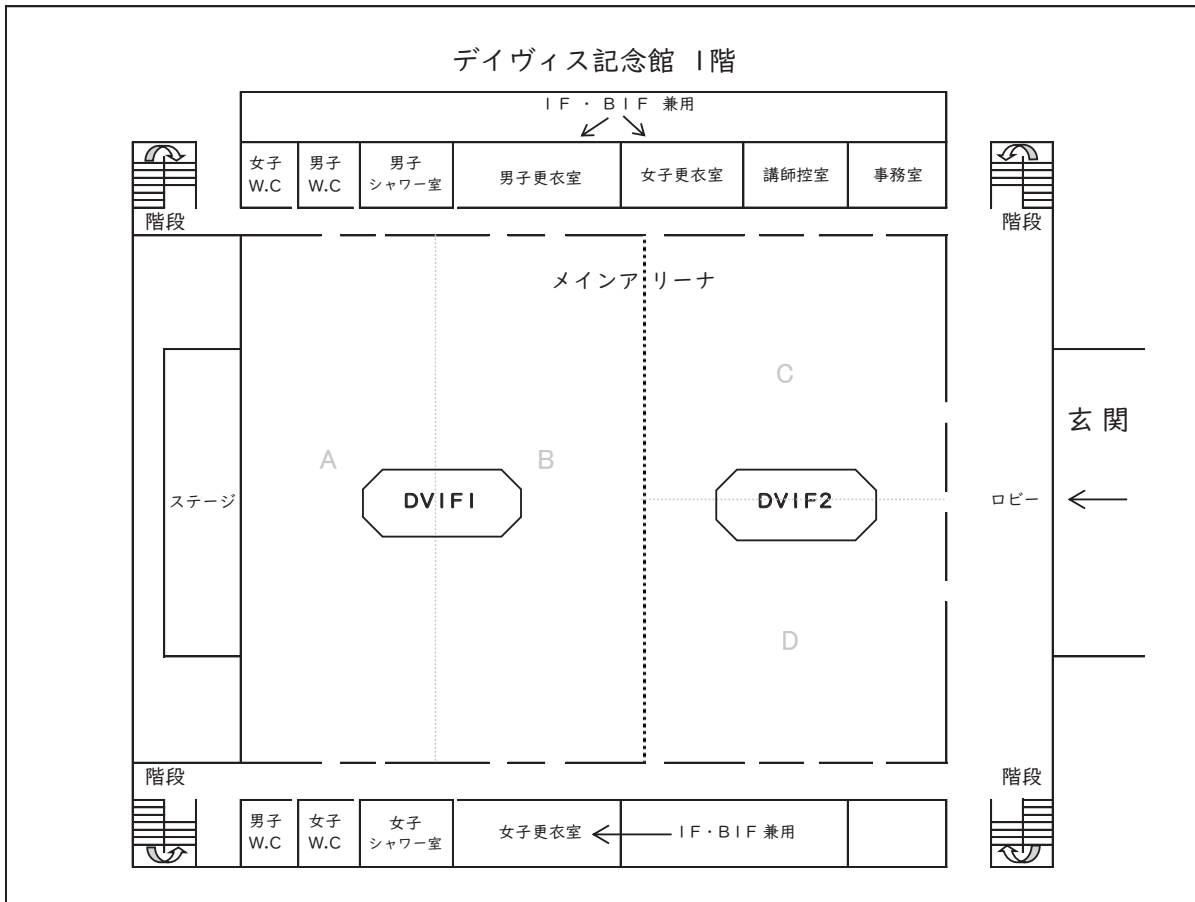 デイヴィス記念館 1階
1F・B1F 兼用
女子
W.C
男子
W.C
男子
シャワー室
男子更衣室
女子更衣室
講師控室
事務室
階段
階段
メインアリーナ
C
玄関
A
B
ステージ
DV1F1
DV1F2
ロビー
D
階段
階段
男子
W.C
女子
W.C
女子
シャワー室
女子更衣室
1F・B1F 兼用